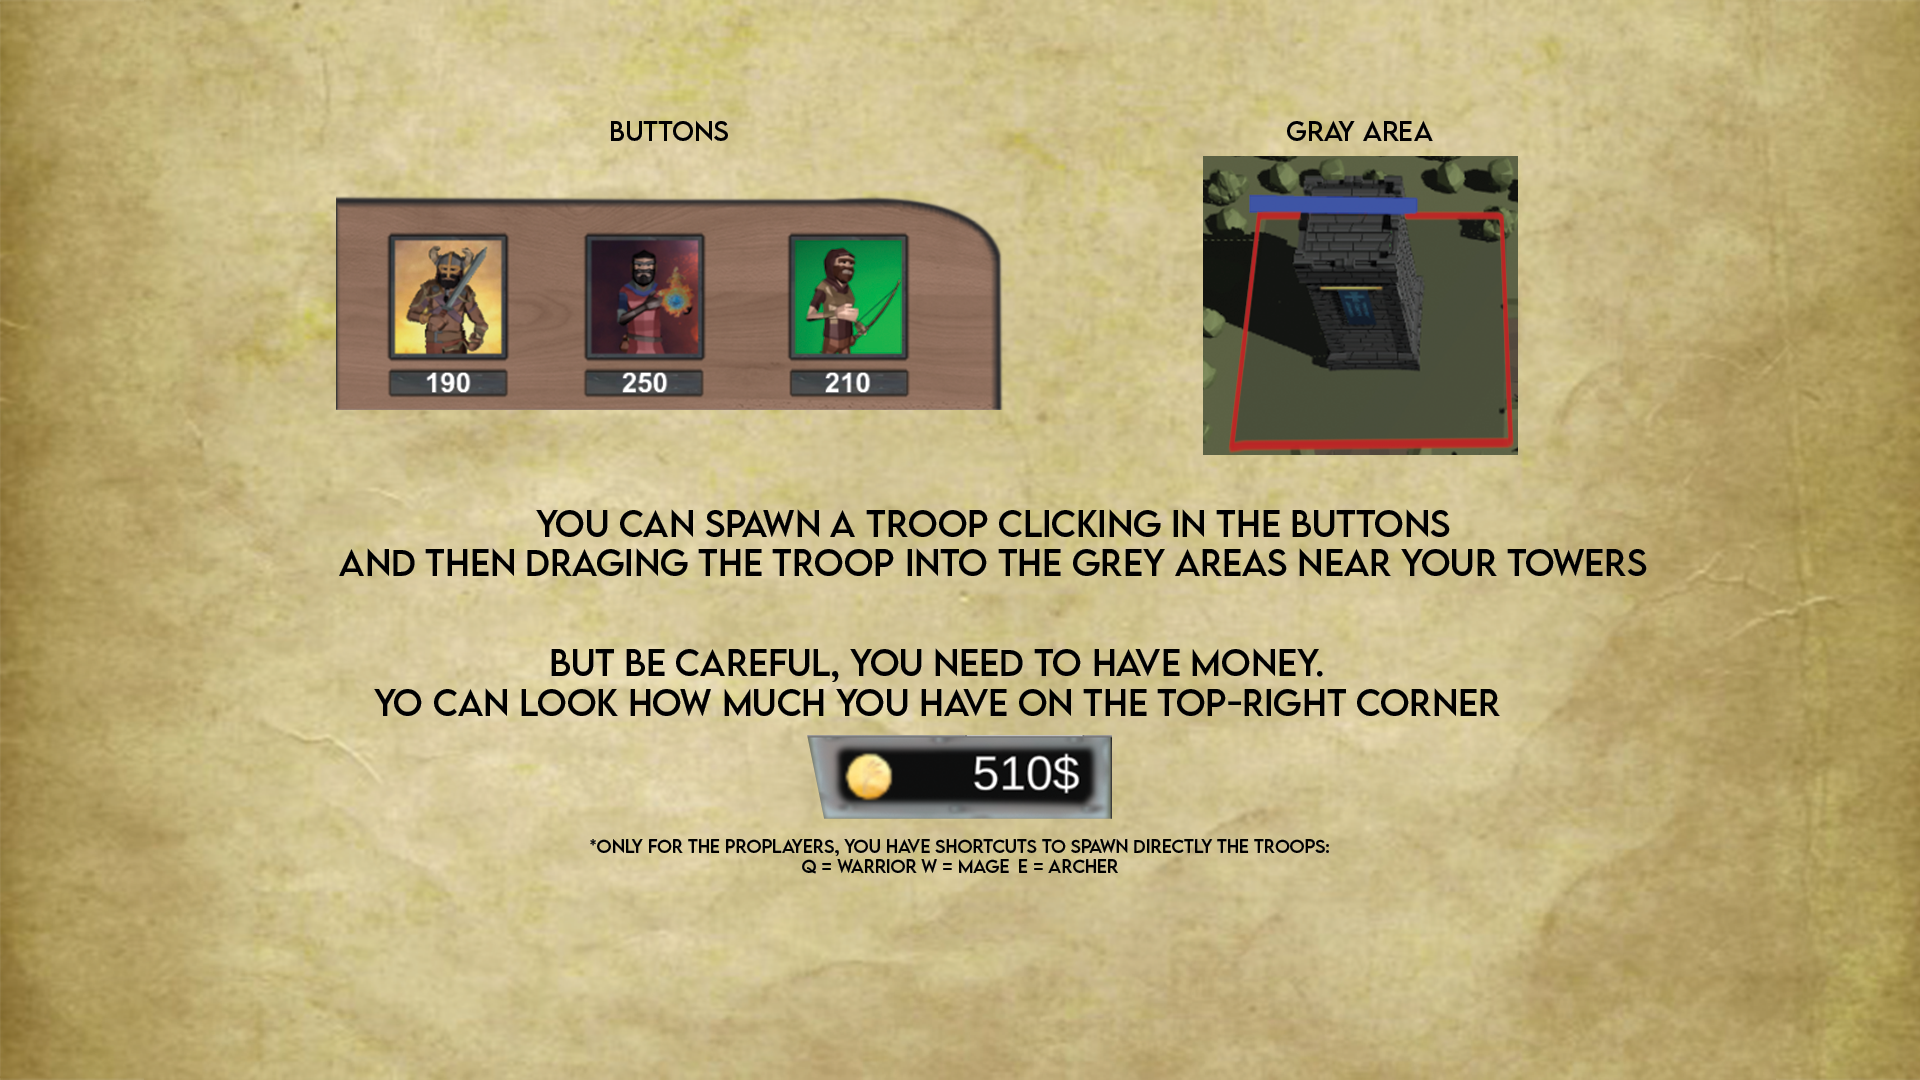 BUTTONS
GRAY AREA
190
250
210
YOU CAN SPAWN A TROOP CLICKING IN THE BUTTONS
AND THEN DRAGING THE TROOP INTO THE GREY AREAS NEAR YOUR TOWERS
BUT BE CAREFUL, YOU NEED TO HAVE MONEY.
YO CAN LOOK HOW MUCH YOU HAVE ON THE TOP-RIGHT CORNER
510$
*ONLY FOR THE PROPLAYERS, YOU HAVE SHORTCUTS TO SPAWN DIRECTLY THE TROOPS:
Q = WARRIOR W = MAGE E = ARCHER